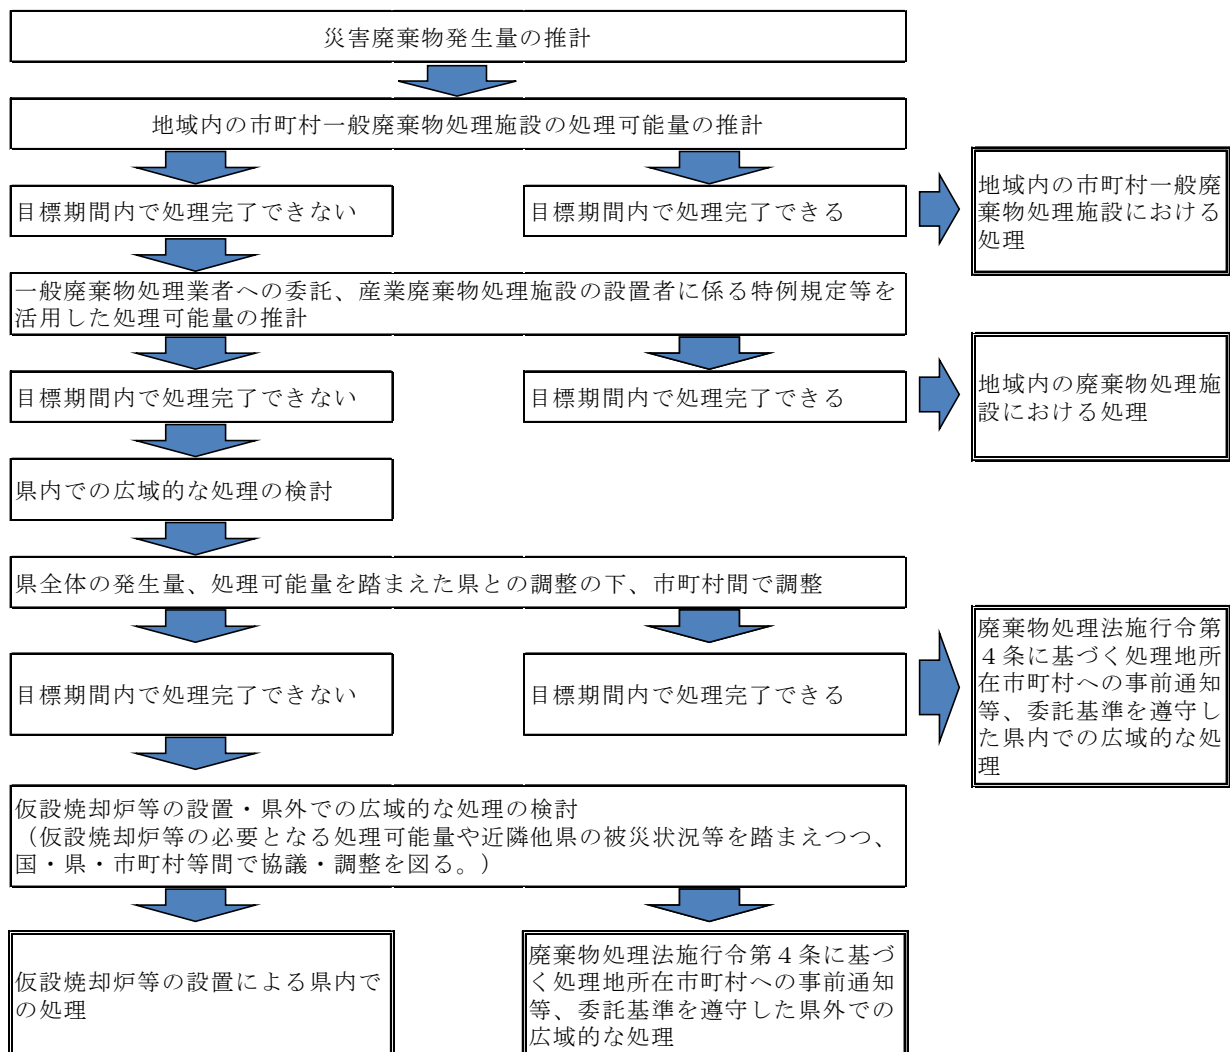 災害廃棄物発生量の推計
地域内の市町村一般廃棄物処理施設の処理可能量の推計
目標期間内で処理完了できない
目標期間内で処理完了できる
地域内の市町村一般廃
棄物処理施設における
処理
一般廃棄物処理業者への委託、産業廃棄物処理施設の設置者に係る特例規定等を
活用した処理可能量の推計
目標期間内で処理完了できない
目標期間内で処理完了できる
地域内の廃棄物処理施
設における処理
県内での広域的な処理の検討
県全体の発生量、処理可能量を踏まえた県との調整の下、市町村間で調整
目標期間内で処理完了できない
目標期間内で処理完了できる
廃棄物処理法施行令第
4条に基づく処理地所
在市町村への事前通知
等、委託基準を遵守し
た県内での広域的な処
理
仮設焼却炉等の設置・県外での広域的な処理の検討
（仮設焼却炉等の必要となる処理可能量や近隣他県の被災状況等を踏まえつつ、
国・県・市町村等間で協議・調整を図る。）
仮設焼却炉等の設置による県内で
の処理
廃棄物処理法施行令第４条に基づ
く処理地所在市町村への事前通知
等、委託基準を遵守した県外での
広域的な処理